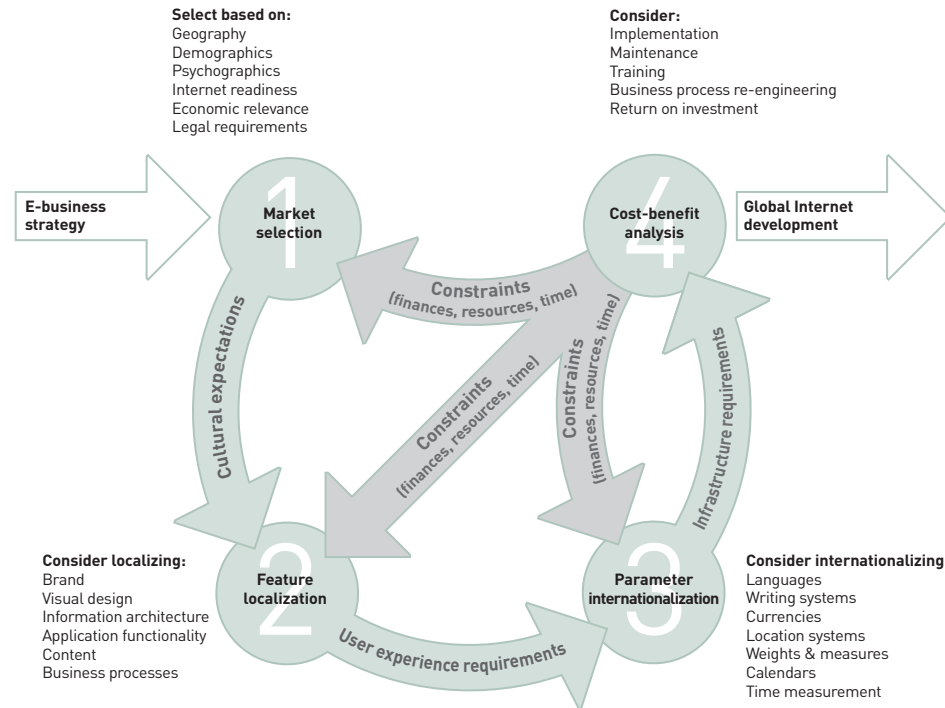 Select based on:
Geography
Demographics
Psychographics
Internet readiness
Economic relevance
Legal requirements
Consider:
Implementation
Maintenance
Training
Business process re-engineering
Return on investment
E-business
strategy
1
Market
selection
4
Cost-benefit
analysis
Global Internet
development
Constraints
(finances, resources, time)
Constraints
(finances, resources, time)
Constraints
(finances, resources, time)
Cultural expectations
Infrastructure requirements
Consider localizing:
Brand
Visual design
Information architecture
Application functionality
Content
Business processes
2
Feature
localization
User experience requirements
3
Parameter
internationalization
Consider internationalizing
Languages
Writing systems
Currencies
Location systems
Weights & measures
Calendars
Time measurement